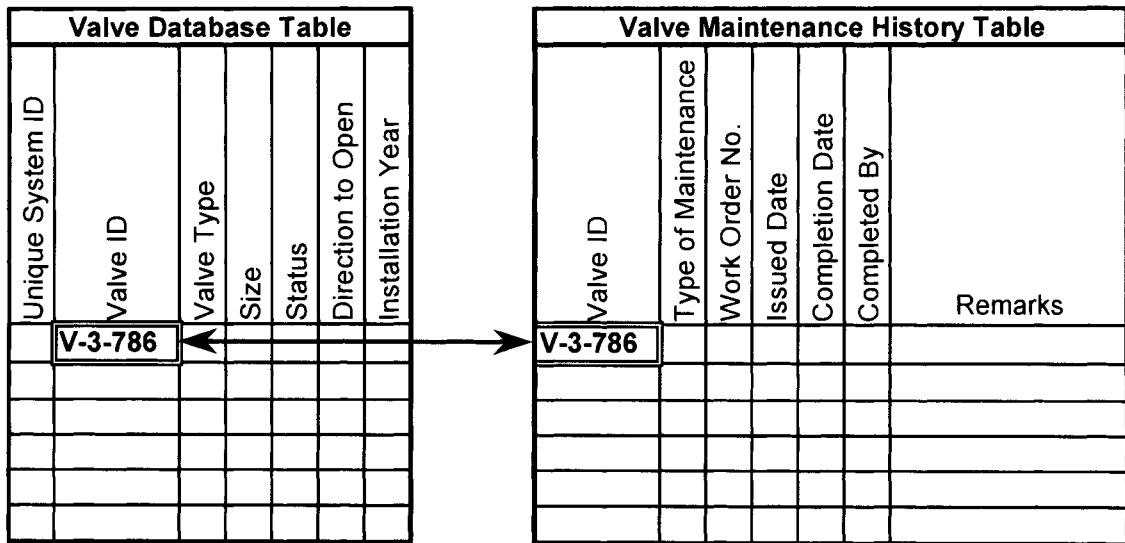 Valve Database Table
Unique System ID
Valve ID
Valve Type
Size
Status
Direction to Open
Installation Year
V-3-786
Valve Maintenance History Table
Valve ID
Type of Maintenance
Work Order No.
Issued Date
Completion Date
Completed By
Remarks
V-3-786